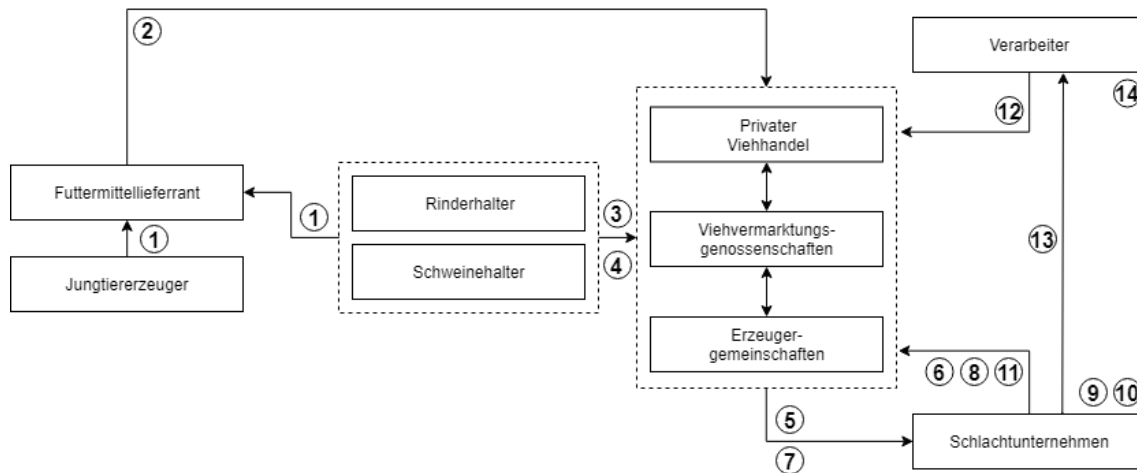 ②
Verarbeiter
⑭
⑫
Privater
Viehhandel
Futtermittellieferrant
①
Rinderhalter
①
③
Viehvermarktungs-
genossenschaften
⑬
④
Schweinehalter
Jungtiererzeuger
Erzeuger-
gemeinschaften
⑥ ⑧ ⑪
⑨ ⑩
⑤
Schlachtunternehmen
⑦